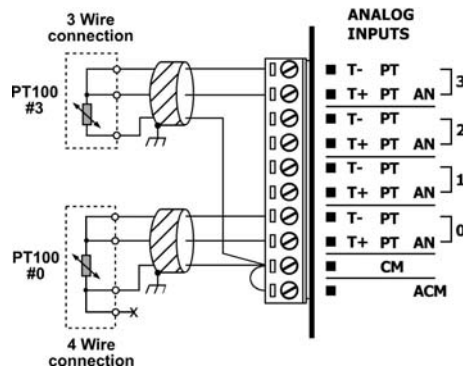 3 Wire
connection
PT100
#3
PT100
#0
4 Wire
connection
X
ANALOG
INPUTS
T- PT
T+ PT AN
3
T- PT
T+ PT AN
2
T- PT
T+ PT AN
1
T- PT
T+ PT AN
0
CM
ACM